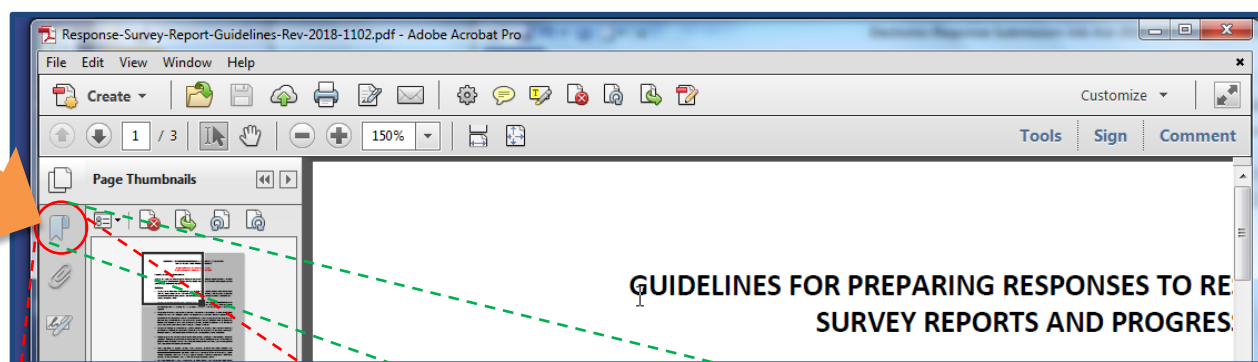 Response-Survey-Report-Guidelines-Rev-2018-1102.pdf - Adobe Acrobat Pro
File Edit View Window Help
Create Customize
1 / 3 150% Tools Sign Comment
Page Thumbnails
GUIDELINES FOR PREPARING RESPONSES TO RE
SURVEY REPORTS AND PROGRES